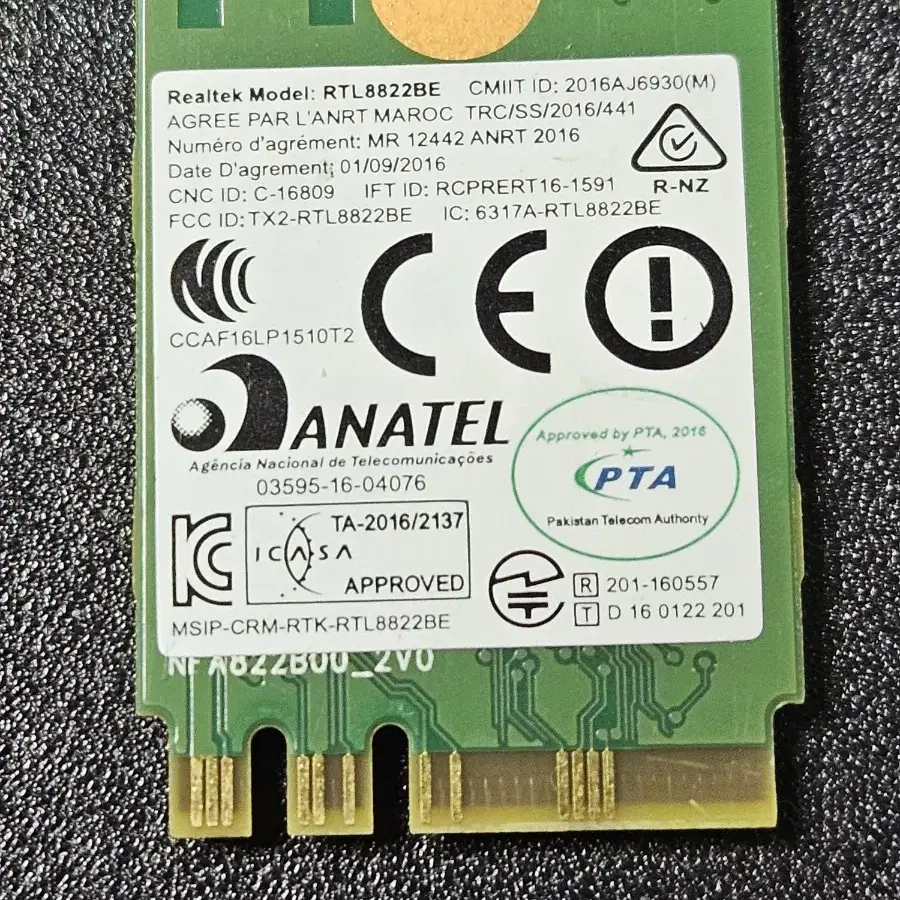 Realtek Model: RTL8822BE CMIIT ID: 2016AJ6930(M)
AGREE PAR L'ANRT MAROC TRC/SS/2016/441
Numéro d'agrément: MR 12442 ANRT 2016
Date D'agrement: 01/09/2016
R-NZ
CNC ID: C-16809 IFT ID: RCPRERT16-1591
FCC ID: TX2-RTL8822BE IC: 6317A-RTL8822BE
CE
CCAF16LP1510T2
ANATEL
Agência Nacional de Telecomunicações
03595-16-04076
Approved by PTA, 2016
PTA
Pakistan Telecom Authority
TA-2016/2137
ICASA
APPROVED
R 201-160557
T D 16 0122 201
MSIP-CRM-RTK-RTL8822BE
NFA822B00_2V0